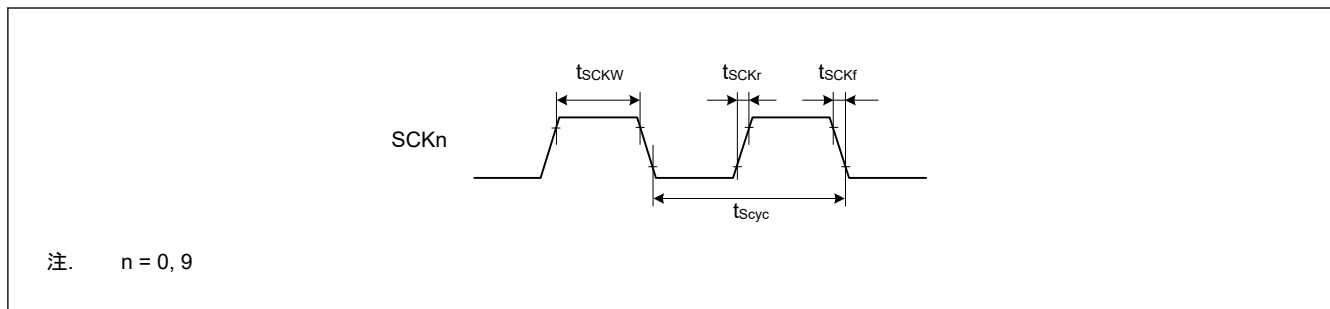 tSCKW tSCKr tSCKf
SCKn
tScyc
注. n = 0, 9